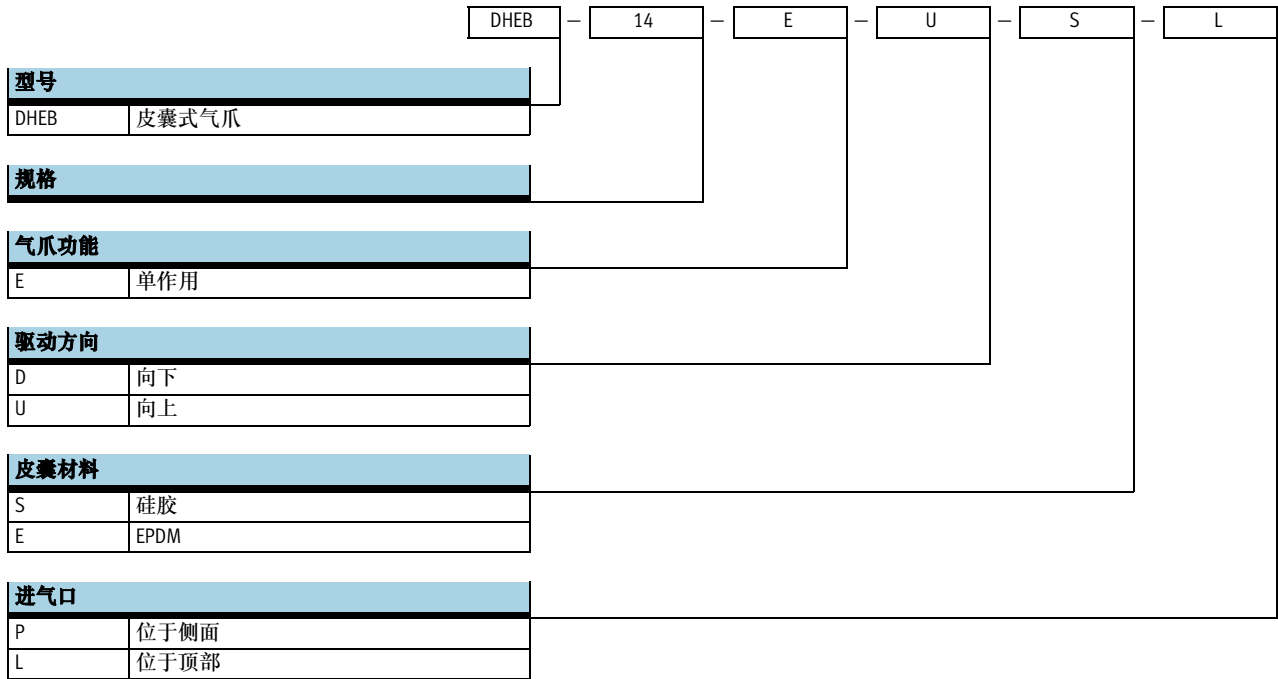 DHEB – 14 – E – U – S – L
型号
DHEB 皮囊式气爪
规格
气爪功能
E 单作用
驱动方向
D 向下
U 向上
皮囊材料
S 硅胶
E EPDM
进气口
P 位于侧面
L 位于顶部